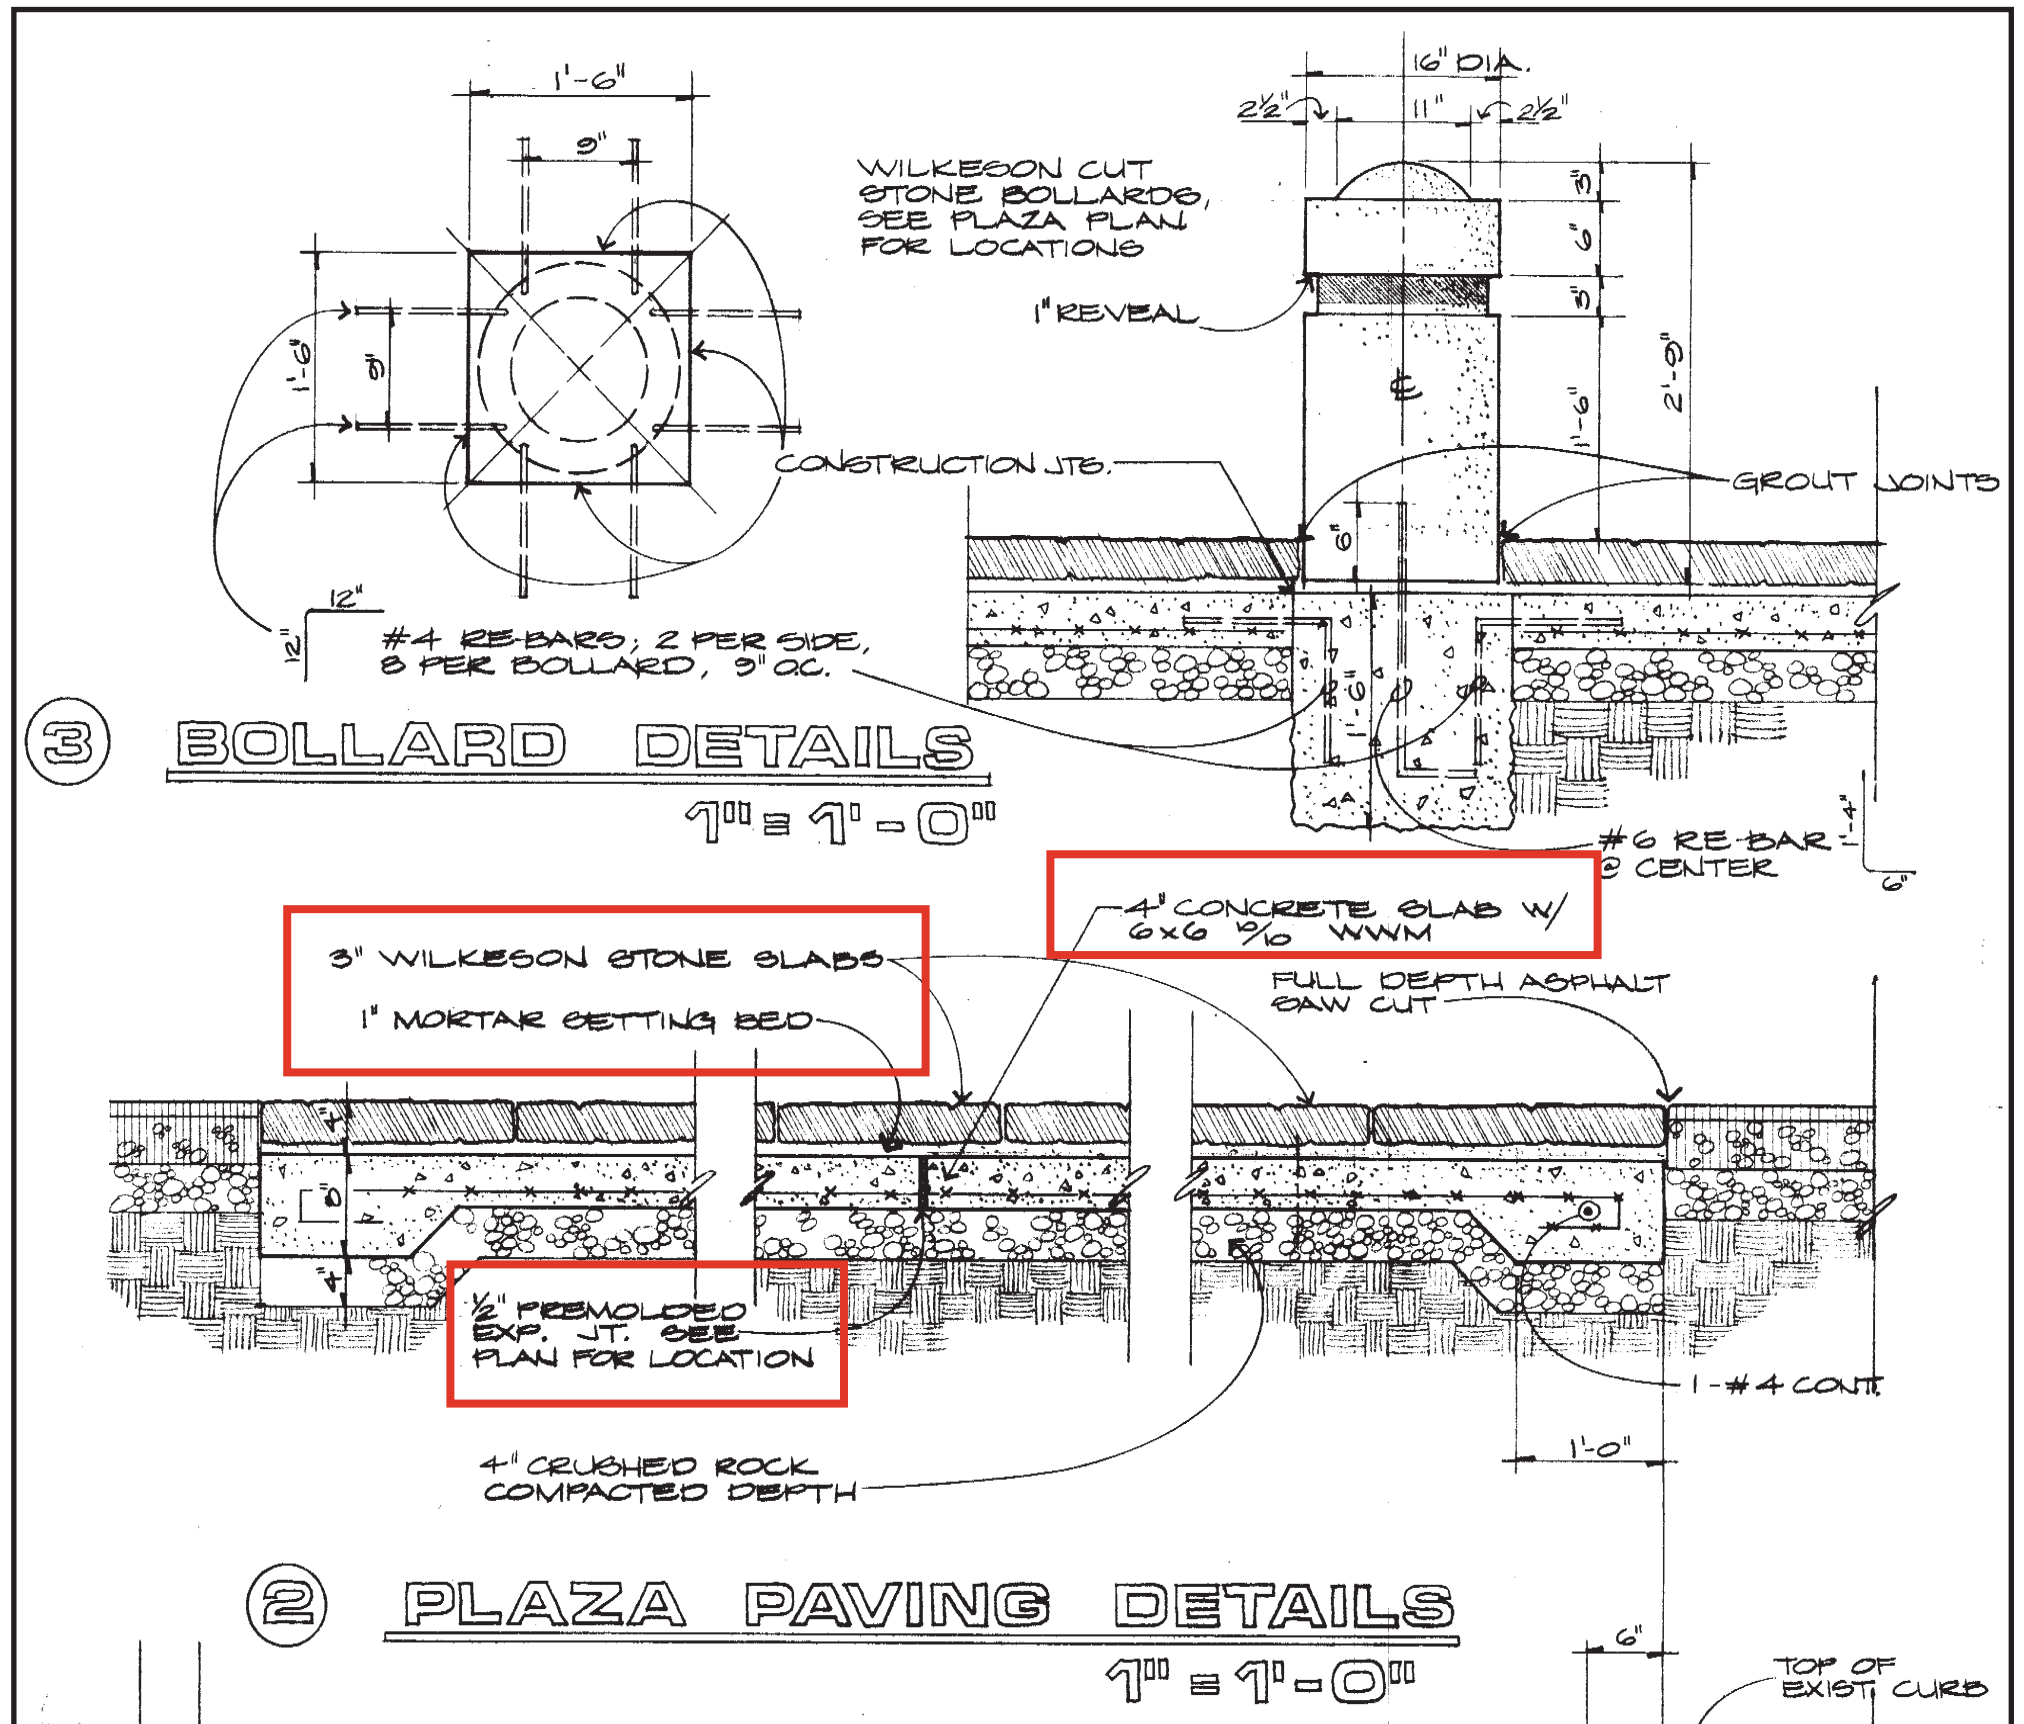 1'-6"
9"
1'-6"
9"
16" DIA.
2½"
11"
2½"
WILKESON CUT
STONE BOLLARDS,
SEE PLAZA PLAN
FOR LOCATIONS
1" REVEAL
3"
6"
3"
1'-6"
2'-9"
CONSTRUCTION JTS.
GROUT JOINTS
6"
1'-6"
12"
12"
#4 RE-BARS; 2 PER SIDE,
8 PER BOLLARD, 9" O.C.
#6 RE-BAR
@ CENTER
1'-4"
6"
3 BOLLARD DETAILS
1" = 1'-0"
3" WILKESON STONE SLABS
1" MORTAR SETTING BED
4" CONCRETE SLAB W/
6x6 10/10 WWM
FULL DEPTH ASPHALT
SAW CUT
4"
8"
4"
½" PREMOLDED
EXP. JT. SEE
PLAN FOR LOCATION
1-#4 CONT.
1'-0"
4" CRUSHED ROCK
COMPACTED DEPTH
2 PLAZA PAVING DETAILS
1" = 1'-0"
6"
TOP OF
EXIST. CURB